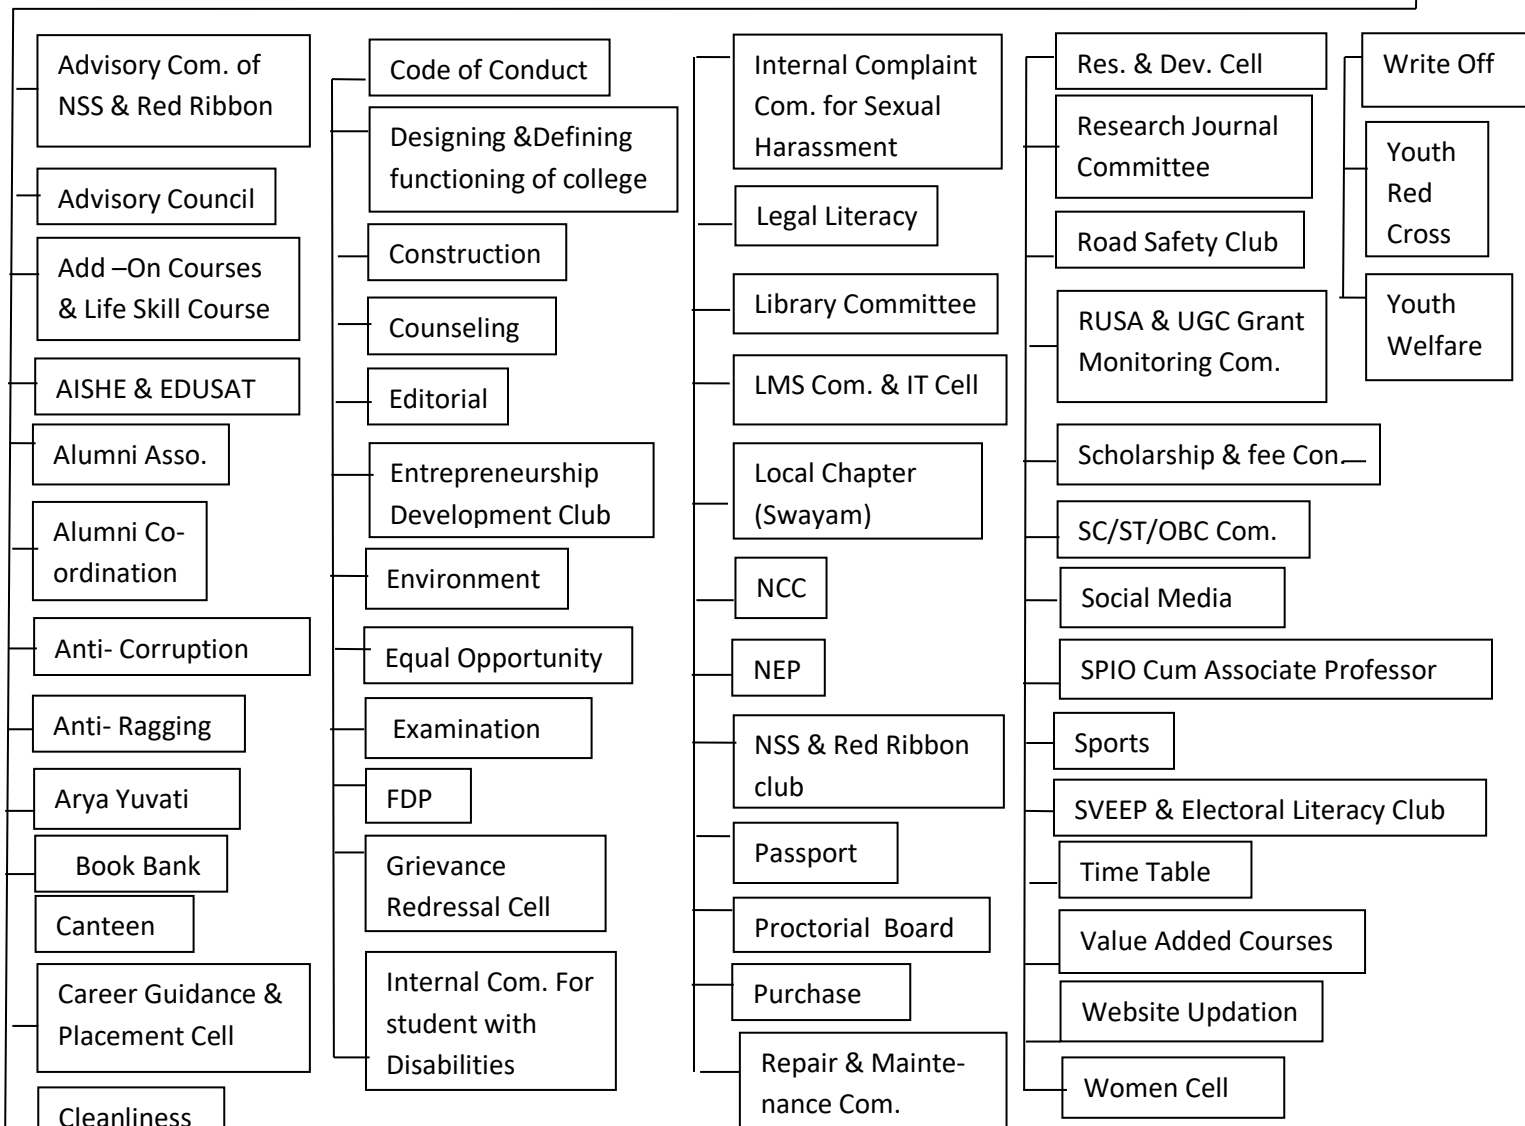 Advisory Com. of
NSS & Red Ribbon
Advisory Council
Add –On Courses
& Life Skill Course
AISHE & EDUSAT
Alumni Asso.
Alumni Co-
ordination
Anti- Corruption
Anti- Ragging
Arya Yuvati
Book Bank
Canteen
Career Guidance &
Placement Cell
Cleanliness
Code of Conduct
Designing &Defining
functioning of college
Construction
Counseling
Editorial
Entrepreneurship
Development Club
Environment
Equal Opportunity
Examination
FDP
Grievance
Redressal Cell
Internal Com. For
student with
Disabilities
Internal Complaint
Com. for Sexual
Harassment
Legal Literacy
Library Committee
LMS Com. & IT Cell
Local Chapter
(Swayam)
NCC
NEP
NSS & Red Ribbon
club
Passport
Proctorial  Board
Purchase
Repair & Mainte-
nance Com.
Res. & Dev. Cell
Research Journal
Committee
Road Safety Club
RUSA & UGC Grant
Monitoring Com.
Scholarship & fee Con.
SC/ST/OBC Com.
Social Media
SPIO Cum Associate Professor
Sports
SVEEP & Electoral Literacy Club
Time Table
Value Added Courses
Website Updation
Women Cell
Write Off
Youth
Red
Cross
Youth
Welfare